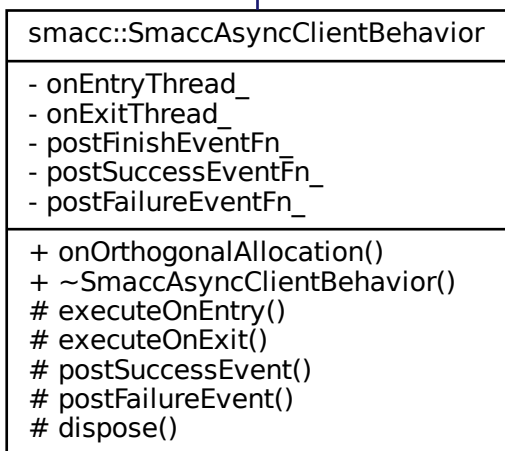 smacc::SmaccAsyncClientBehavior
- onEntryThread_
- onExitThread_
- postFinishEventFn_
- postSuccessEventFn_
- postFailureEventFn_
+ onOrthogonalAllocation()
+ ~SmaccAsyncClientBehavior()
# executeOnEntry()
# executeOnExit()
# postSuccessEvent()
# postFailureEvent()
# dispose()